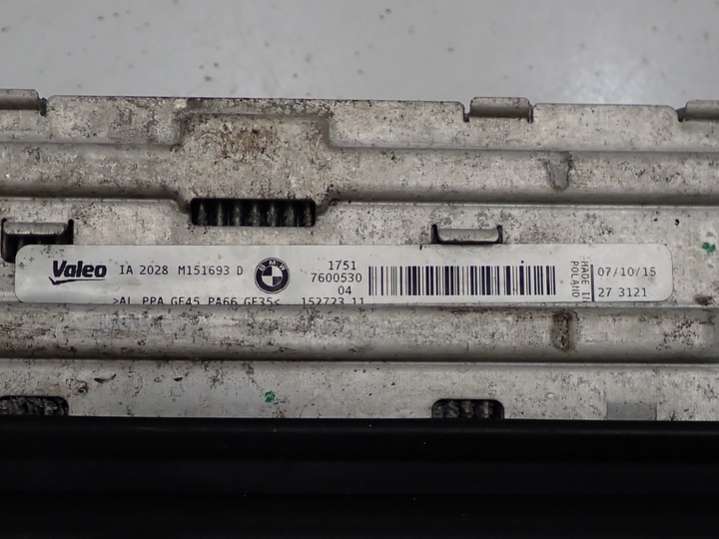 Valeo IA 2028 M151693 D BMW
>AL PPA GF45 PA66 GF35<
1751
7600530
04
152723 11
MADE IN
POLAND
07/10/15
27 3121